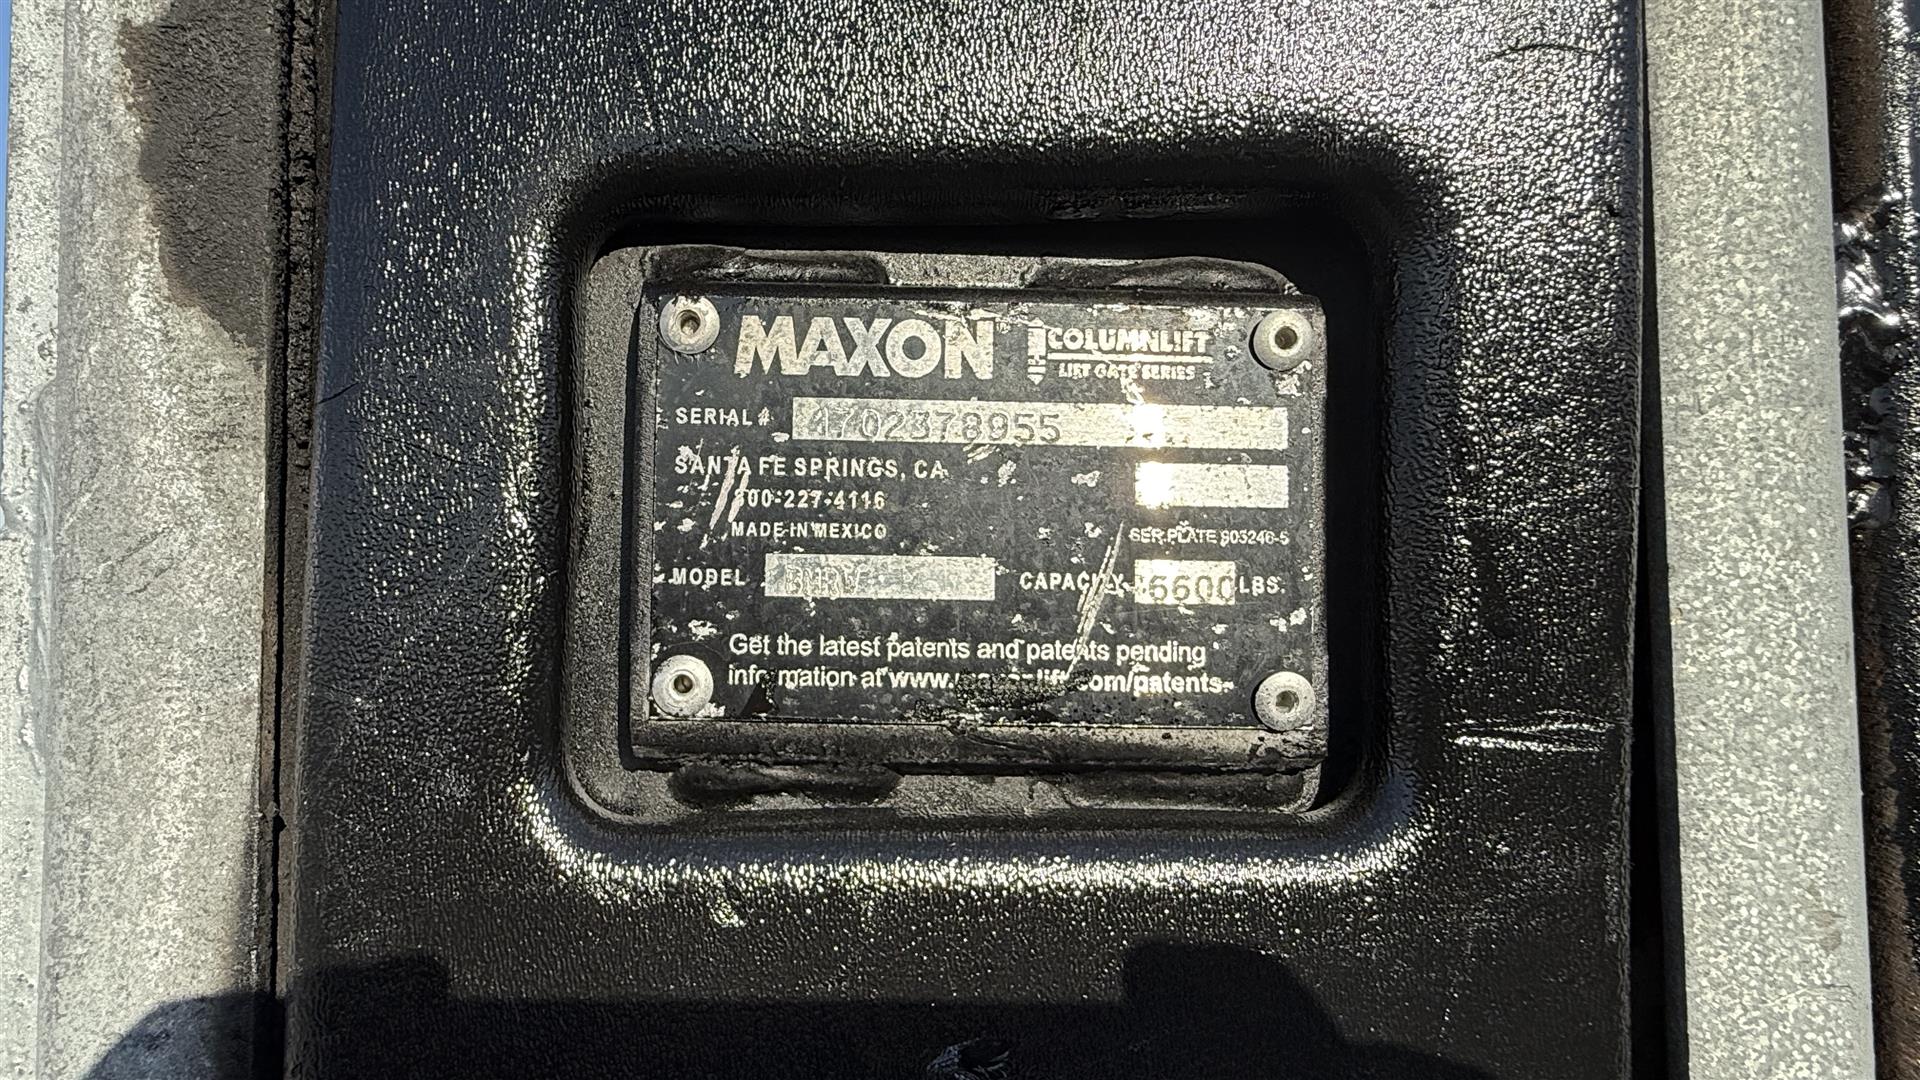 MAXON COLUMNLIFT
LIFT GATE SERIES
SERIAL # 4702378955
SANTA FE SPRINGS, CA
800-227-4116
MADE IN MEXICO
SER.PLATE 903246-5
MODEL
CAPACITY 6600 LBS.
Get the latest patents and patents pending
information at www.maxonlift.com/patents